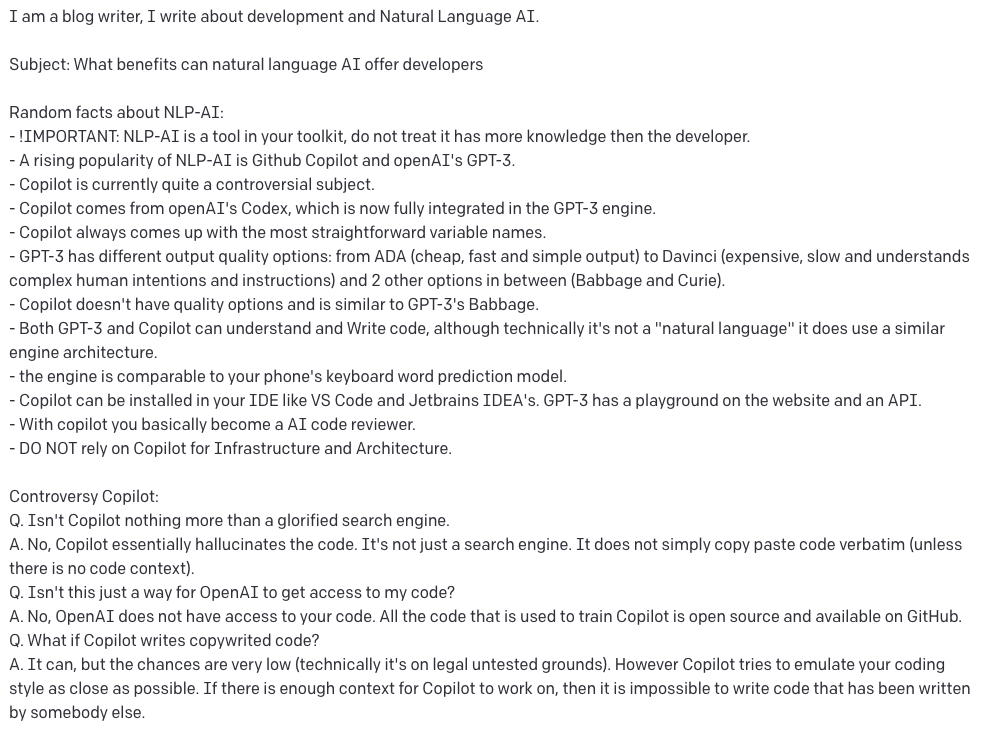 I am a blog writer, I write about development and Natural Language AI.
Subject: What benefits can natural language AI offer developers
Random facts about NLP-AI:
- !IMPORTANT: NLP-AI is a tool in your toolkit, do not treat it has more knowledge then the developer.
- A rising popularity of NLP-AI is Github Copilot and openAI's GPT-3.
- Copilot is currently quite a controversial subject.
- Copilot comes from openAI's Codex, which is now fully integrated in the GPT-3 engine.
- Copilot always comes up with the most straightforward variable names.
- GPT-3 has different output quality options: from ADA (cheap, fast and simple output) to Davinci (expensive, slow and understands
complex human intentions and instructions) and 2 other options in between (Babbage and Curie).
- Copilot doesn't have quality options and is similar to GPT-3's Babbage.
- Both GPT-3 and Copilot can understand and Write code, although technically it's not a "natural language" it does use a similar
engine architecture.
- the engine is comparable to your phone's keyboard word prediction model.
- Copilot can be installed in your IDE like VS Code and Jetbrains IDEA's. GPT-3 has a playground on the website and an API.
- With copilot you basically become a AI code reviewer.
- DO NOT rely on Copilot for Infrastructure and Architecture.
Controversy Copilot:
Q. Isn't Copilot nothing more than a glorified search engine.
A. No, Copilot essentially hallucinates the code. It's not just a search engine. It does not simply copy paste code verbatim (unless
there is no code context).
Q. Isn't this just a way for OpenAI to get access to my code?
A. No, OpenAI does not have access to your code. All the code that is used to train Copilot is open source and available on GitHub.
Q. What if Copilot writes copywrited code?
A. It can, but the chances are very low (technically it's on legal untested grounds). However Copilot tries to emulate your coding
style as close as possible. If there is enough context for Copilot to work on, then it is impossible to write code that has been written
by somebody else.